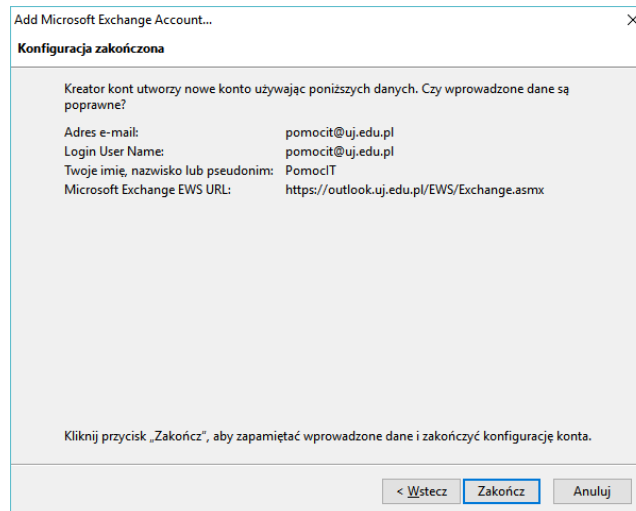 Add Microsoft Exchange Account...
Konfiguracja zakończona
Kreator kont utworzy nowe konto używając poniższych danych. Czy wprowadzone dane są
poprawne?
Adres e-mail: pomocit@uj.edu.pl
Login User Name: pomocit@uj.edu.pl
Twoje imię, nazwisko lub pseudonim: PomocIT
Microsoft Exchange EWS URL: https://outlook.uj.edu.pl/EWS/Exchange.asmx
Kliknij przycisk „Zakończ”, aby zapamiętać wprowadzone dane i zakończyć konfigurację konta.
< Wstecz Zakończ Anuluj